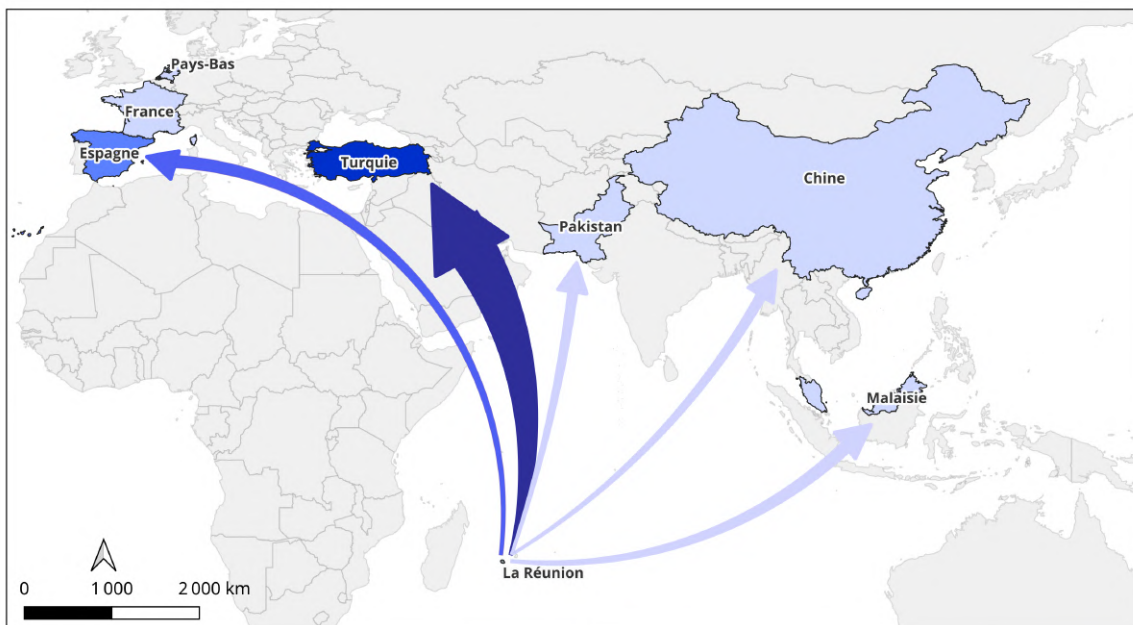 Pays-Bas
France
Espagne
Turquie
Chine
Pakistan
Malaisie
La Réunion
0 1 000 2 000 km